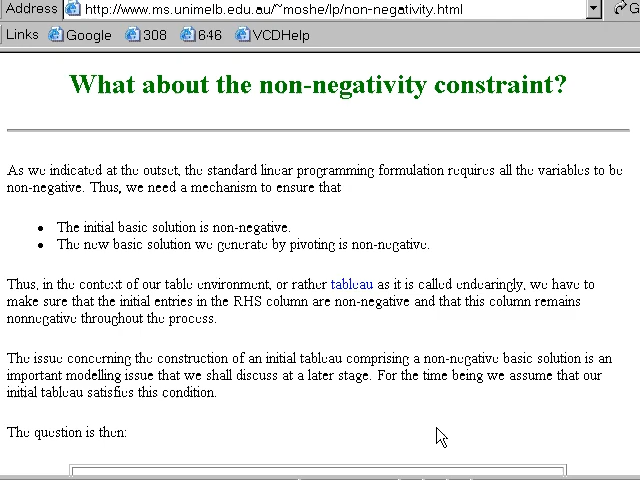 Address http://www.ms.unimelb.edu.au/~moshe/lp/non-negativity.html G
Links Google 308 646 VCDHelp
What about the non-negativity constraint?
As we indicated at the outset, the standard linear programming formulation requires all the variables to be
non-negative. Thus, we need a mechanism to ensure that
• The initial basic solution is non-negative.
• The new basic solution we generate by pivoting is non-negative.
Thus, in the context of our table environment, or rather tableau as it is called endearingly, we have to
make sure that the initial entries in the RHS column are non-negative and that this column remains
nonnegative throughout the process.
The issue concerning the construction of an initial tableau comprising a non-negative basic solution is an
important modelling issue that we shall discuss at a later stage. For the time being we assume that our
initial tableau satisfies this condition.
The question is then: